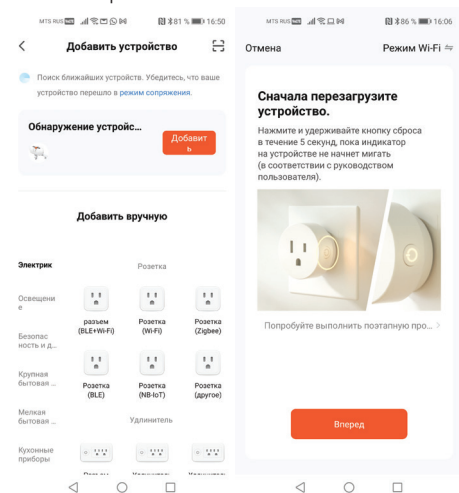 MTS RUS
81 % 16:50
Добавить устройство
Поиск ближайших устройств. Убедитесь, что ваше
устройство перешло в режим сопряжения.
Обнаружение устройс...
Добавит
ь
Добавить вручную
Электрик
Розетка
Освещени
е
разъем
(BLE+Wi-Fi)
Розетка
(Wi-Fi)
Розетка
(Zigbee)
Безопас
ность и д...
Розетка
(BLE)
Розетка
(NB-IoT)
Розетка
(другое)
Крупная
бытовая ...
Мелкая
бытовая ...
Удлинитель
Кухонные
приборы
MTS RUS
86 % 16:06
Отмена
Режим Wi-Fi
Сначала перезагрузите
устройство.
Нажмите и удерживайте кнопку сброса
в течение 5 секунд, пока индикатор
на устройстве не начнет мигать
(в соответствии с руководством
пользователя).
Попробуйте выполнить поэтапную про...
Вперед